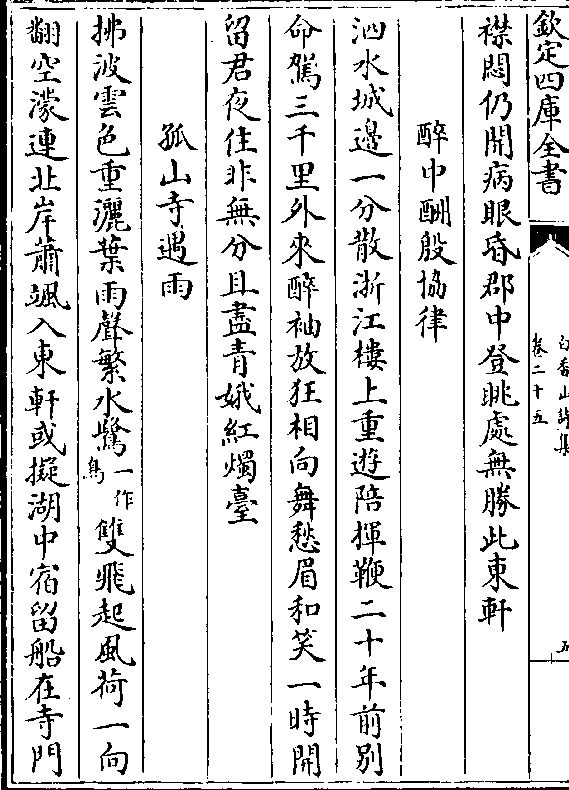 欽定四庫全書
白香山詩集
卷二十五
五
襟悶仍開病眼昏郡中登眺處無勝此東軒
醉中酬殷協律
泗水城邉一分散浙江樓上重遊陪揮鞭二十年前别
命駕三千里外來醉袖放狂相向舞愁眉和笑一時開
留君夜住非無分且盡青娥紅燭臺
孤山寺遇雨
拂波雲色重灑葉雨聲繁水鷺一作鳥雙飛起風荷一向
翻空濛連北岸蕭颯入東軒或擬湖中宿留船在寺門